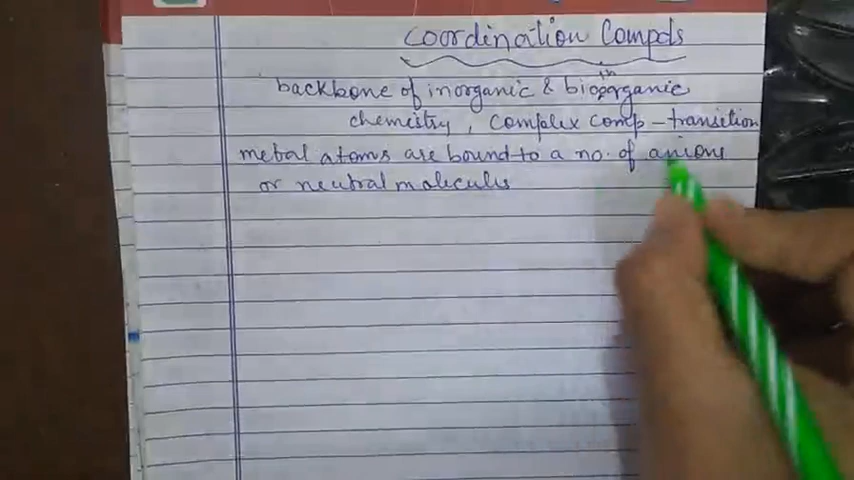 Coordination Compds
backbone of inorganic & bioorganic
chemistry, Complex comp - transition
metal atoms are bound to a no. of anions
or neutral molecules